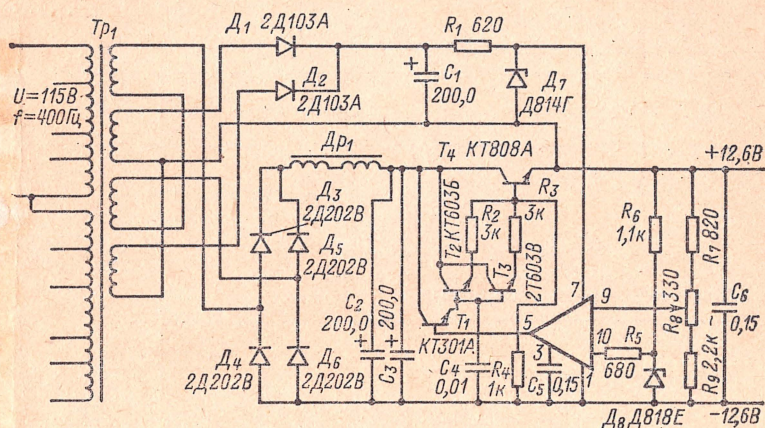 Тр₁
Д₁ 2Д103А
Д₂
2Д103А
R₁ 620
+
C₁
200,0
Д₇
Д814Г
U=115В
f=400Гц
Др₁
Т₄ КТ808А
+12,6В
Д₃
2Д202В
Д₅
2Д202В
Т₂ КТ603Б
R₂
3к
R₃
3к
Т₃
2Т603В
R₆
1,1к
R₇ 820
R₈ 330
R₉ 2,2к
C₆
0,15
C₂
200,0
+
200,0
+
C₃
Т₁
КТ301А
7
9
5
10
3
1
R₅
680
Д₄
2Д202В
Д₆
2Д202В
C₄
0,01
R₄
1к
C₅
0,15
Д₈ Д818Е
−12,6В